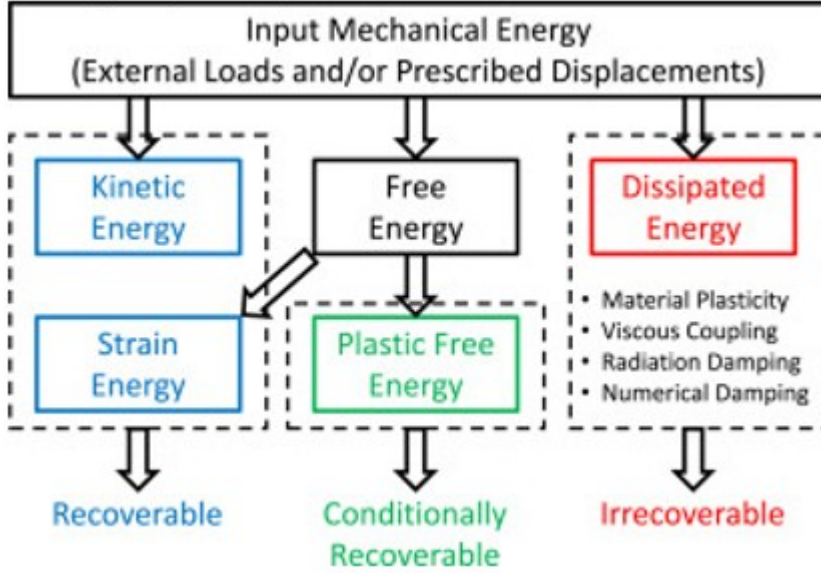 Input Mechanical Energy
(External Loads and/or Prescribed Displacements)
Kinetic
Energy
Free
Energy
Dissipated
Energy
• Material Plasticity
• Viscous Coupling
• Radiation Damping
• Numerical Damping
Strain
Energy
Plastic Free
Energy
Recoverable
Conditionally
Recoverable
Irrecoverable